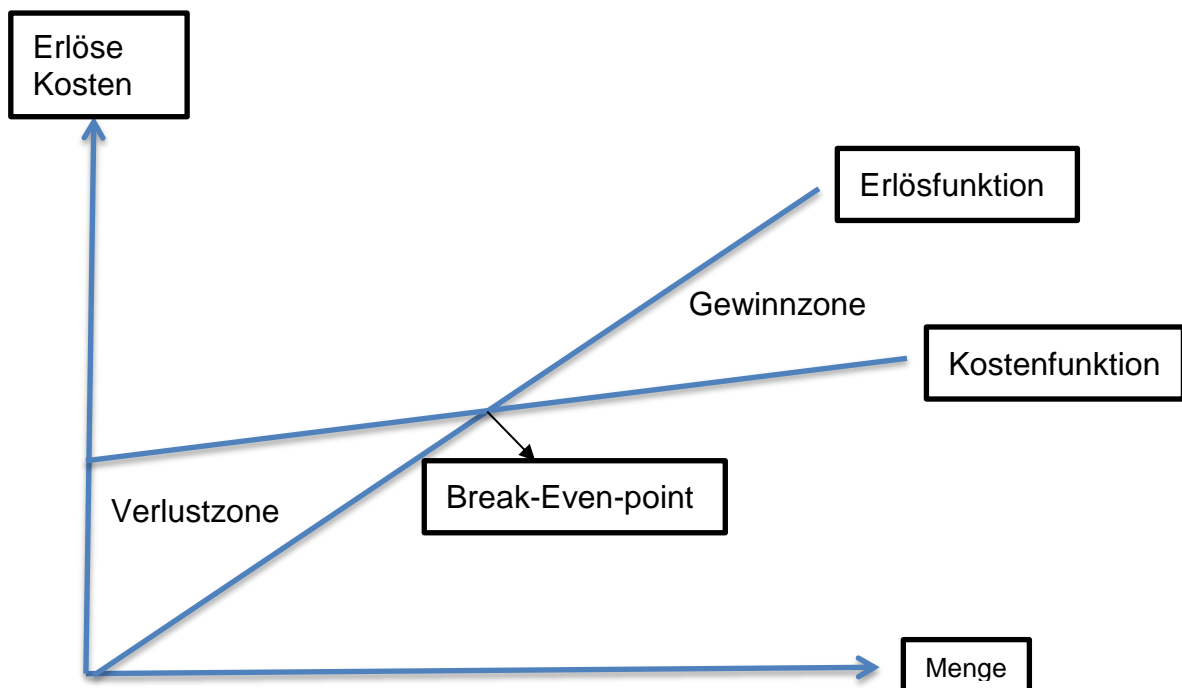 Erlöse
Kosten
Erlösfunktion
Gewinnzone
Kostenfunktion
Break-Even-point
Verlustzone
Menge